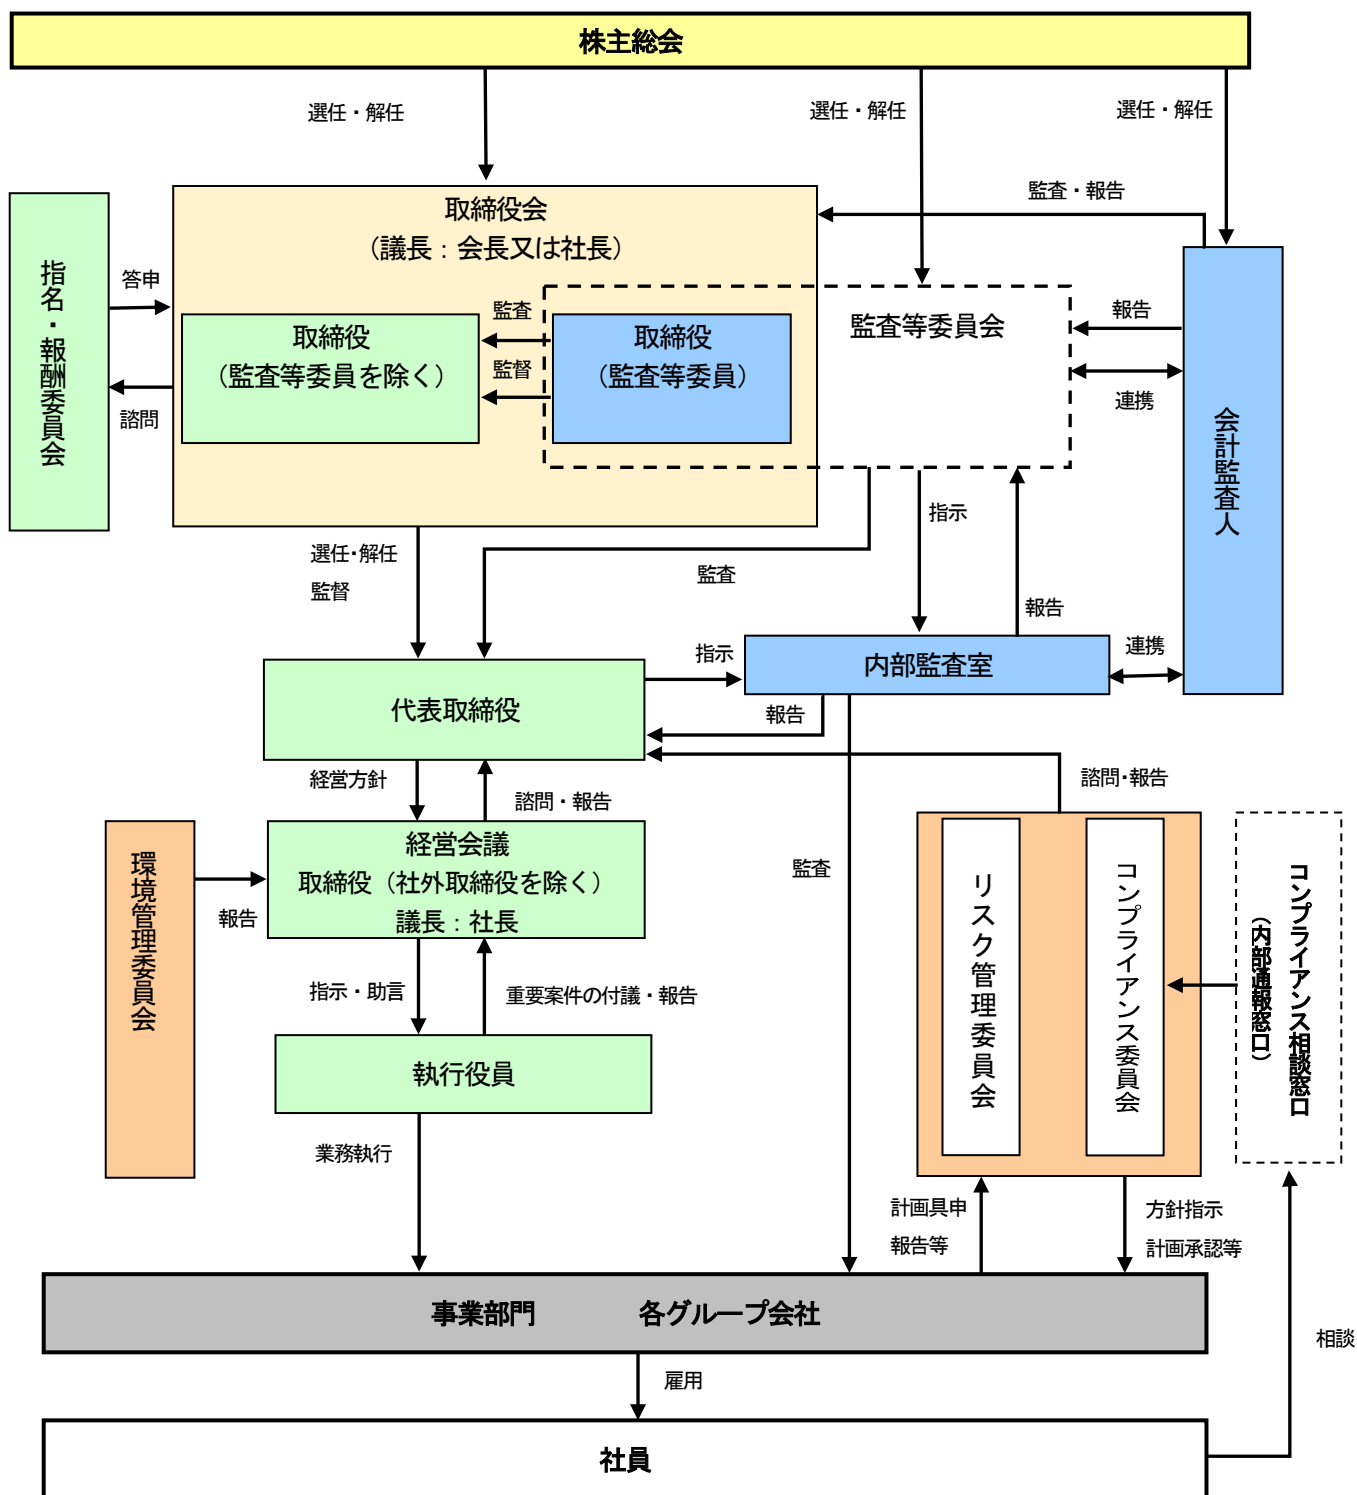 株主総会
選任・解任
選任・解任
選任・解任
監査・報告
取締役会
（議長：会長又は社長）
指名・報酬委員会
答申
諮問
監査
監督
取締役
（監査等委員を除く）
取締役
（監査等委員）
監査等委員会
報告
連携
会計監査人
指示
選任・解任
監督
監査
報告
指示
内部監査室
連携
代表取締役
報告
経営方針
諮問・報告
諮問・報告
環境管理委員会
報告
経営会議
取締役（社外取締役を除く）
議長：社長
監査
リスク管理委員会
コンプライアンス委員会
コンプライアンス相談窓口
（内部通報窓口）
指示・助言
重要案件の付議・報告
執行役員
業務執行
計画具申
報告等
方針指示
計画承認等
事業部門　　　　各グループ会社
相談
雇用
社員